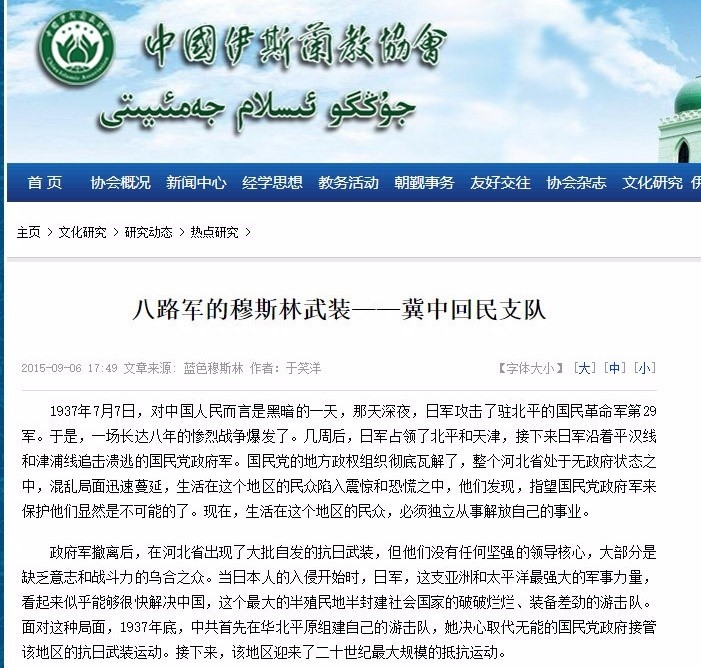 中國伊斯蘭教協會
جۇڭگو ئىسلام جەمئىيىتى
首 页 协会概况 新闻中心 经学思想 教务活动 朝觐事务 友好交往 协会杂志 文化研究
主页 > 文化研究 > 研究动态 > 热点研究 >
八路军的穆斯林武装——冀中回民支队
2015-09-06 17:49 文章来源: 蓝色穆斯林 作者: 于笑洋 【字体大小】 [大] [中] [小]
1937年7月7日，对中国人民而言是黑暗的一天，那天深夜，日军攻击了驻北平的国民革命军第29
军。于是，一场长达八年的惨烈战争爆发了。几周后，日军占领了北平和天津，接下来日军沿着平汉线
和津浦线追击溃逃的国民党政府军。国民党的地方政权组织彻底瓦解了，整个河北省处于无政府状态之
中，混乱局面迅速蔓延，生活在这个地区的民众陷入震惊和恐慌之中，他们发现，指望国民党政府军来
保护他们显然是不可能的了。现在，生活在这个地区的民众，必须独立从事解放自己的事业。
政府军撤离后，在河北省出现了大批自发的抗日武装，但他们没有任何坚强的领导核心，大部分是
缺乏意志和战斗力的乌合之众。当日本人的入侵开始时，日军，这支亚洲和太平洋最强大的军事力量，
看起来似乎能够很快解决中国，这个最大的半殖民地半封建社会国家的破破烂烂、装备差劲的游击队。
面对这种局面，1937年底，中共首先在华北平原组建自己的游击队，她决心取代无能的国民党政府接管
该地区的抗日武装运动。接下来，该地区迎来了二十世纪最大规模的抵抗运动。